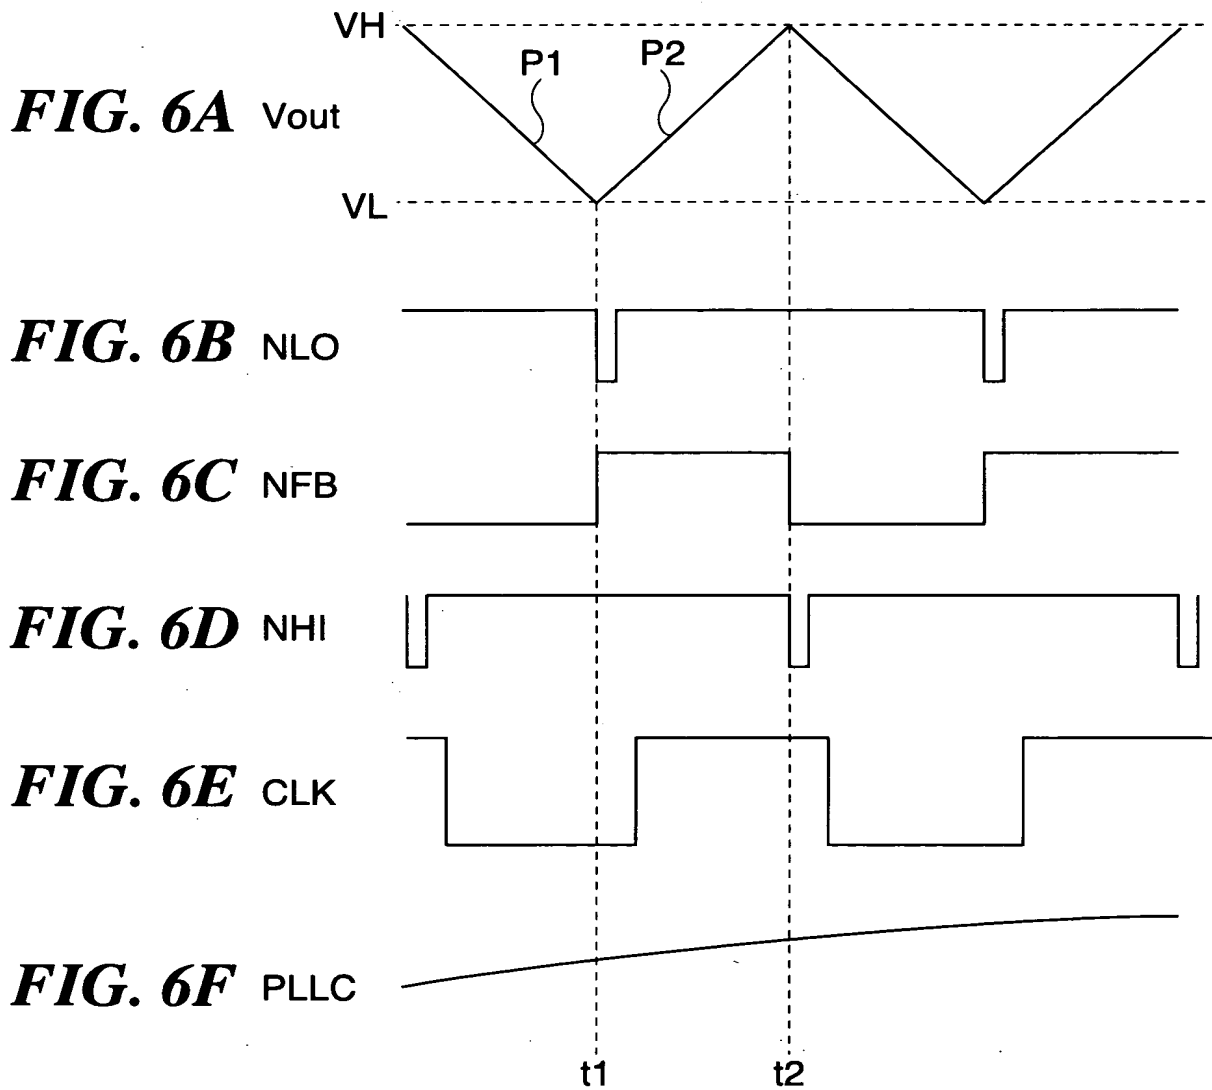 VH
P1
P2
FIG. 6A Vout
VL
FIG. 6B NLO
FIG. 6C NFB
FIG. 6D NHI
FIG. 6E CLK
FIG. 6F PLLC
t1
t2